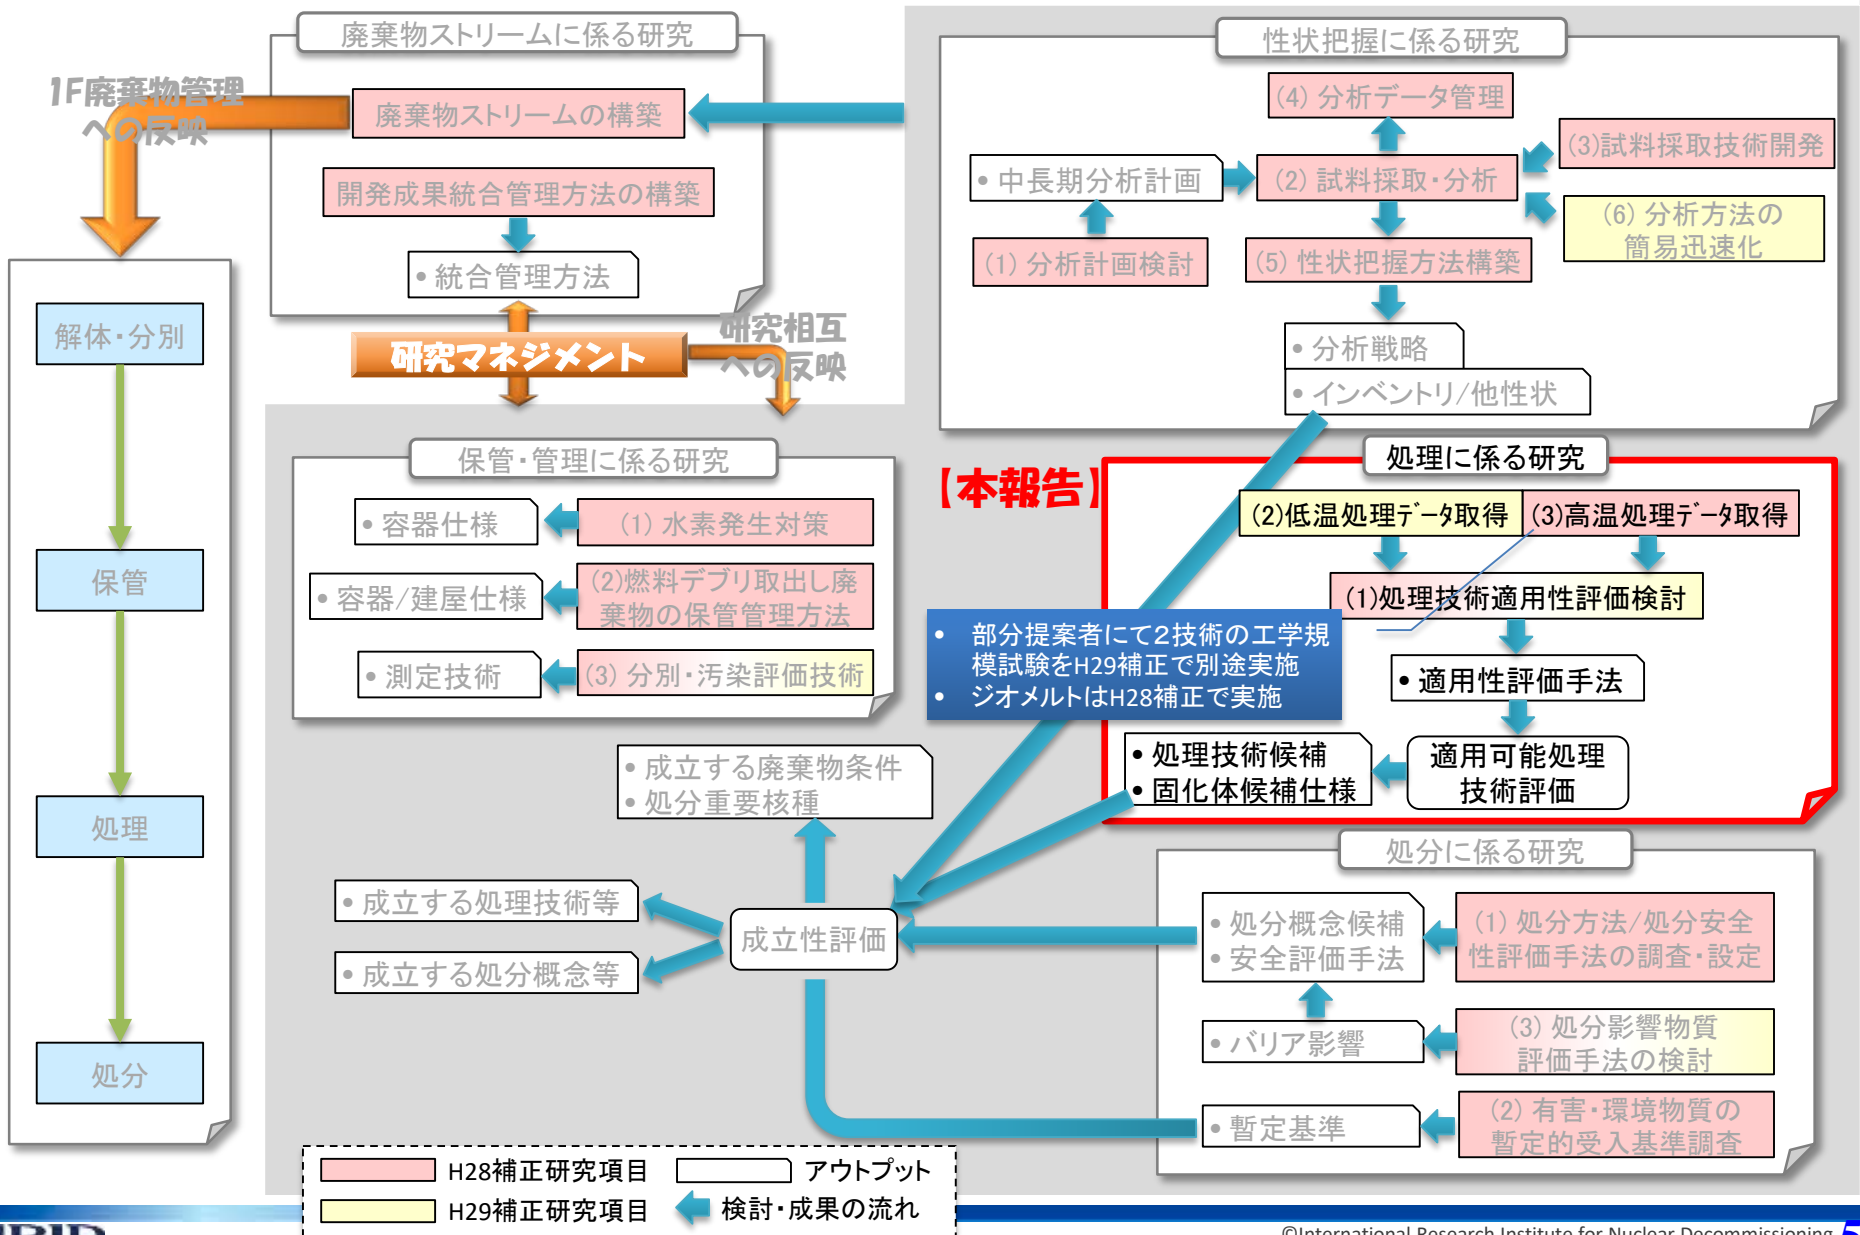 廃棄物ストリームに係る研究
1F廃棄物管理
への反映
廃棄物ストリームの構築
開発成果統合管理方法の構築
• 統合管理方法
研究マネジメント
研究相互
への反映
解体・分別
保管
処理
処分
性状把握に係る研究
(4) 分析データ管理
• 中長期分析計画
(2) 試料採取・分析
(3)試料採取技術開発
(6) 分析方法の
簡易迅速化
(1) 分析計画検討
(5) 性状把握方法構築
• 分析戦略
• インベントリ/他性状
保管・管理に係る研究
• 容器仕様
(1) 水素発生対策
• 容器/建屋仕様
(2)燃料デブリ取出し廃
棄物の保管管理方法
• 測定技術
(3) 分別・汚染評価技術
【本報告】
処理に係る研究
(2)低温処理データ取得
(3)高温処理データ取得
(1)処理技術適用性評価検討
• 部分提案者にて2技術の工学規
模試験をH29補正で別途実施
• ジオメルトはH28補正で実施
• 適用性評価手法
• 処理技術候補
• 固化体候補仕様
適用可能処理
技術評価
• 成立する廃棄物条件
• 処分重要核種
• 成立する処理技術等
• 成立する処分概念等
成立性評価
処分に係る研究
• 処分概念候補
• 安全評価手法
(1) 処分方法/処分安全
性評価手法の調査・設定
• バリア影響
(3) 処分影響物質
評価手法の検討
• 暫定基準
(2) 有害・環境物質の
暫定的受入基準調査
H28補正研究項目
アウトプット
H29補正研究項目
検討・成果の流れ
IRID
©International Research Institute for Nuclear Decommissioning
5